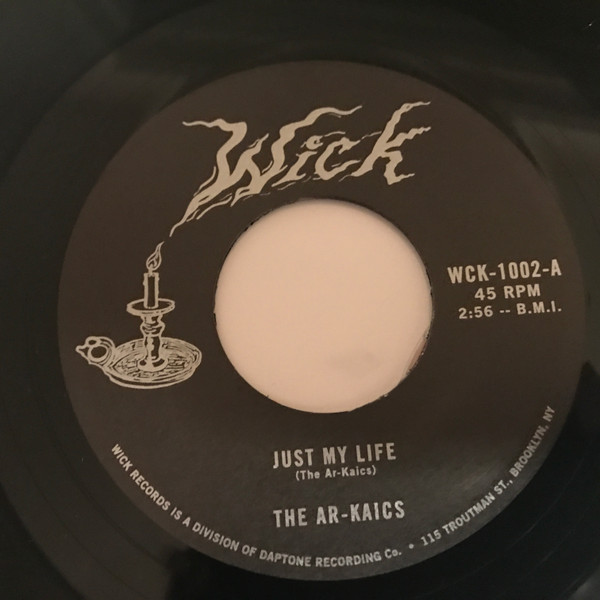 Wick
WCK-1002-A
45 RPM
2:56 -- B.M.I.
JUST MY LIFE
(The Ar-Kaics)
THE AR-KAICS
WICK RECORDS IS A DIVISION OF DAPTONE RECORDING Co. • 115 TROUTMAN ST., BROOKLYN, NY